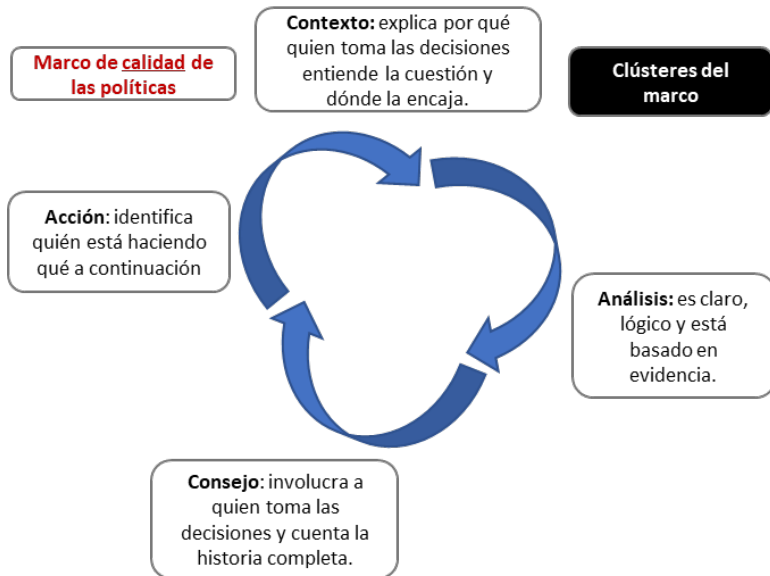 Contexto: explica por qué
quien toma las decisiones
entiende la cuestión y
dónde la encaja.
Marco de calidad de
las políticas
Clústeres del
marco
Acción: identifica
quién está haciendo
qué a continuación
Análisis: es claro,
lógico y está
basado en
evidencia.
Consejo: involucra a
quien toma las
decisiones y cuenta la
historia completa.